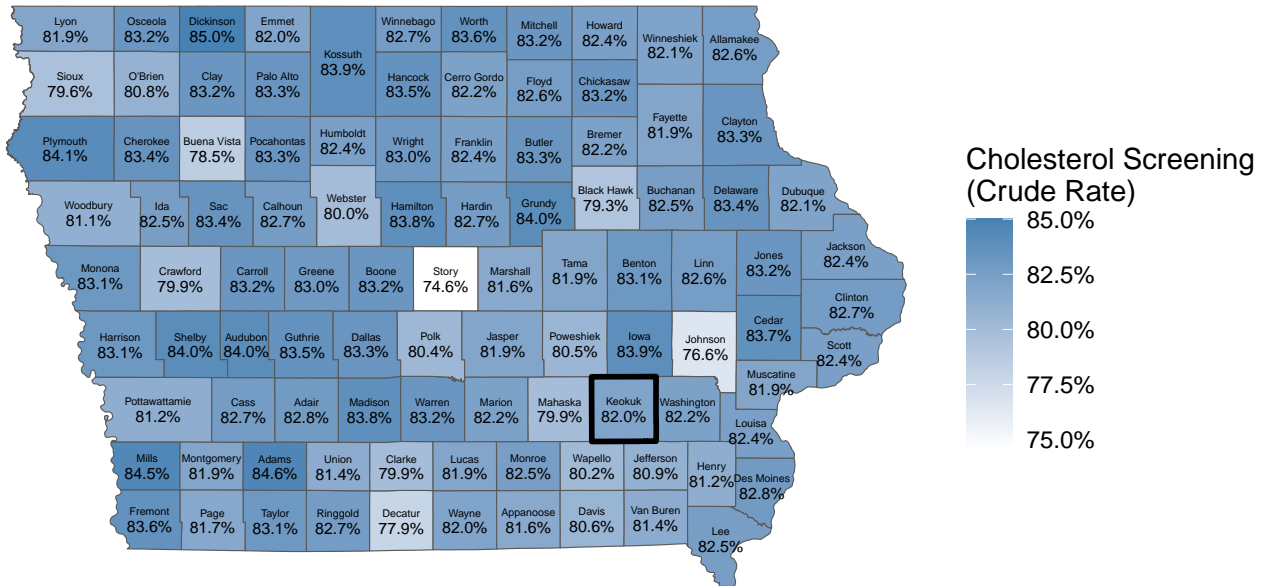 Lyon
81.9%
Osceola
83.2%
Dickinson
85.0%
Emmet
82.0%
Kossuth
83.9%
Winnebago
82.7%
Worth
83.6%
Mitchell
83.2%
Howard
82.4%
Winneshiek
82.1%
Allamakee
82.6%
Sioux
79.6%
O'Brien
80.8%
Clay
83.2%
Palo Alto
83.3%
Hancock
83.5%
Cerro Gordo
82.2%
Floyd
82.6%
Chickasaw
83.2%
Fayette
81.9%
Clayton
83.3%
Plymouth
84.1%
Cherokee
83.4%
Buena Vista
78.5%
Pocahontas
83.3%
Humboldt
82.4%
Wright
83.0%
Franklin
82.4%
Butler
83.3%
Bremer
82.2%
Woodbury
81.1%
Ida
82.5%
Sac
83.4%
Calhoun
82.7%
Webster
80.0%
Hamilton
83.8%
Hardin
82.7%
Grundy
84.0%
Black Hawk
79.3%
Buchanan
82.5%
Delaware
83.4%
Dubuque
82.1%
Monona
83.1%
Crawford
79.9%
Carroll
83.2%
Greene
83.0%
Boone
83.2%
Story
74.6%
Marshall
81.6%
Tama
81.9%
Benton
83.1%
Linn
82.6%
Jones
83.2%
Jackson
82.4%
Clinton
82.7%
Harrison
83.1%
Shelby
84.0%
Audubon
84.0%
Guthrie
83.5%
Dallas
83.3%
Polk
80.4%
Jasper
81.9%
Poweshiek
80.5%
Iowa
83.9%
Johnson
76.6%
Cedar
83.7%
Scott
82.4%
Muscatine
81.9%
Pottawattamie
81.2%
Cass
82.7%
Adair
82.8%
Madison
83.8%
Warren
83.2%
Marion
82.2%
Mahaska
79.9%
Keokuk
82.0%
Washington
82.2%
Louisa
82.4%
Mills
84.5%
Montgomery
81.9%
Adams
84.6%
Union
81.4%
Clarke
79.9%
Lucas
81.9%
Monroe
82.5%
Wapello
80.2%
Jefferson
80.9%
Henry
81.2%
Des Moines
82.8%
Fremont
83.6%
Page
81.7%
Taylor
83.1%
Ringgold
82.7%
Decatur
77.9%
Wayne
82.0%
Appanoose
81.6%
Davis
80.6%
Van Buren
81.4%
Lee
82.5%
Cholesterol Screening
(Crude Rate)
85.0%
82.5%
80.0%
77.5%
75.0%